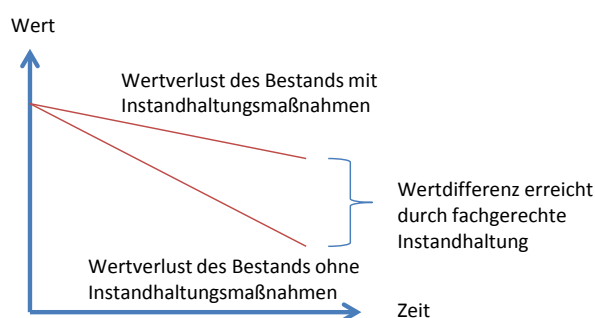 Wert
Wertverlust des Bestands mit
Instandhaltungsmaßnahmen
Wertdifferenz erreicht
durch fachgerechte
Instandhaltung
Wertverlust des Bestands ohne
Instandhaltungsmaßnahmen
Zeit